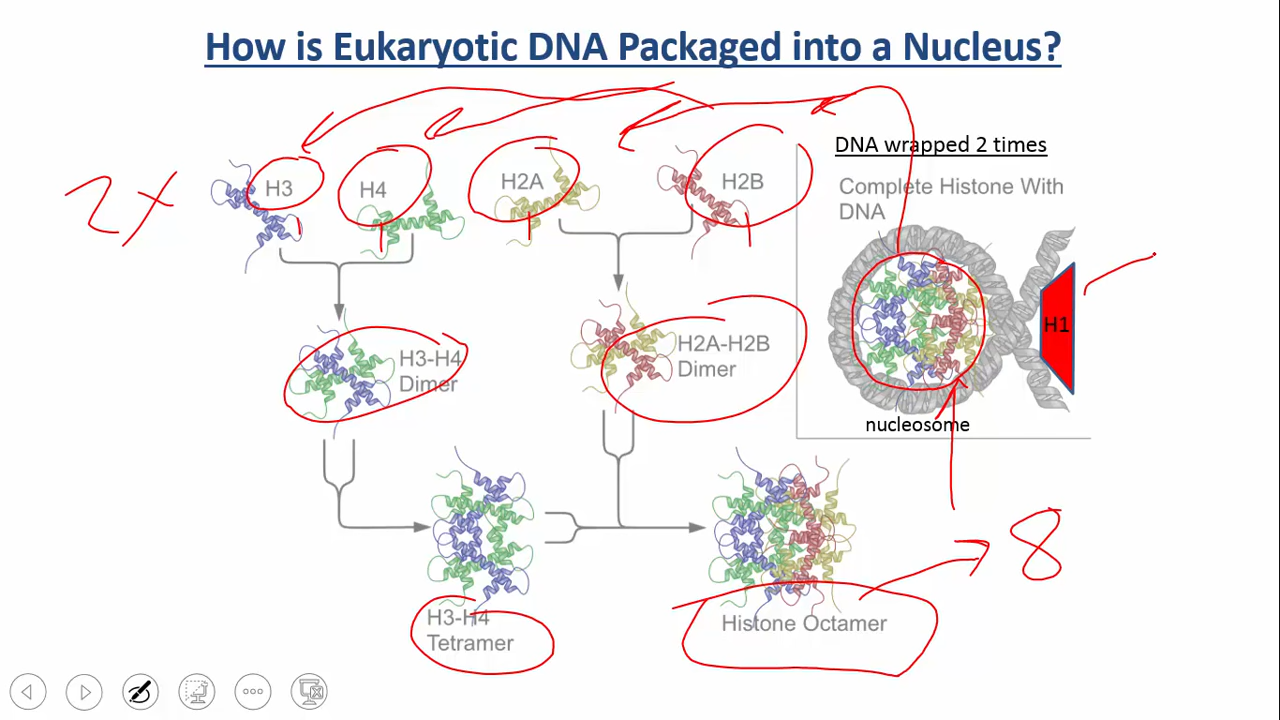 How is Eukaryotic DNA Packaged into a Nucleus?
2x
H3
H4
H2A
H2B
DNA wrapped 2 times
Complete Histone With
DNA
H1
nucleosome
H3-H4
Dimer
H2A-H2B
Dimer
H3-H4
Tetramer
Histone Octamer
8